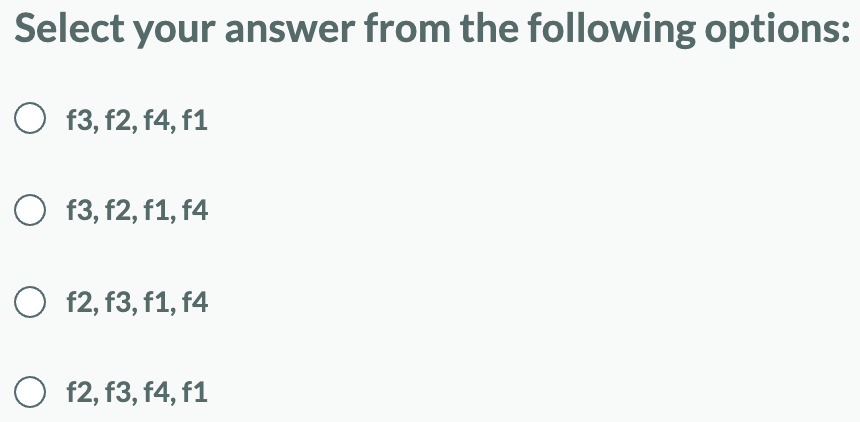 Select your answer from the following options:
f3, f2, f4, f1
f3, f2, f1, f4
f2, f3, f1, f4
f2, f3, f4, f1